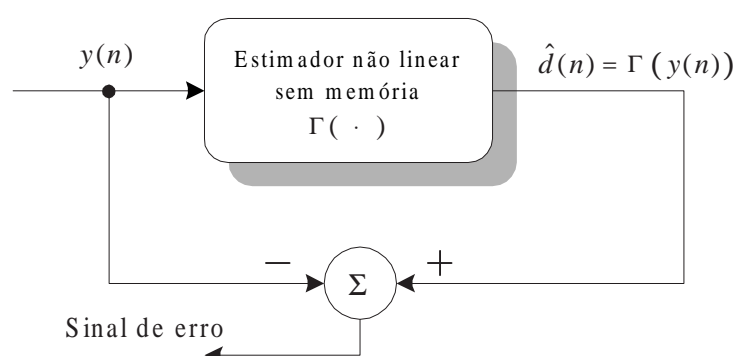 y(n)
Estimador não linear
sem memória
Γ( · )
d̂(n) = Γ ( y(n))
−
+
Σ
Sinal de erro